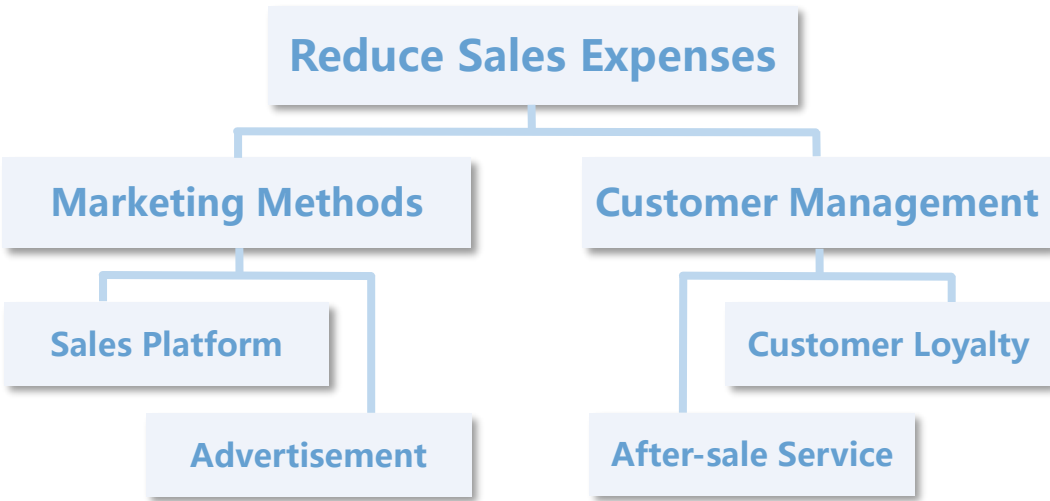 Reduce Sales Expenses
Marketing Methods
Customer Management
Sales Platform
Customer Loyalty
Advertisement
After-sale Service